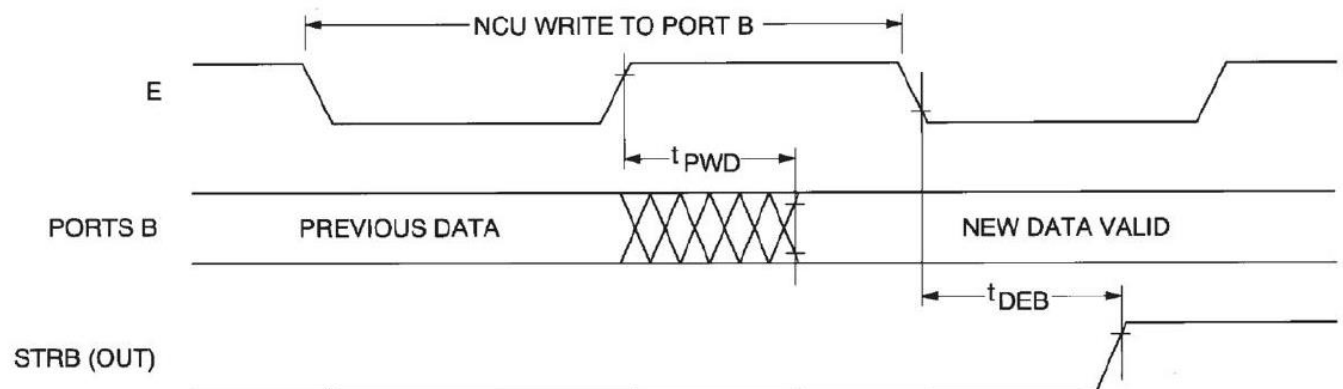 NCU WRITE TO PORT B
E
tPWD
PORTS B PREVIOUS DATA NEW DATA VALID
tDEB
STRB (OUT)